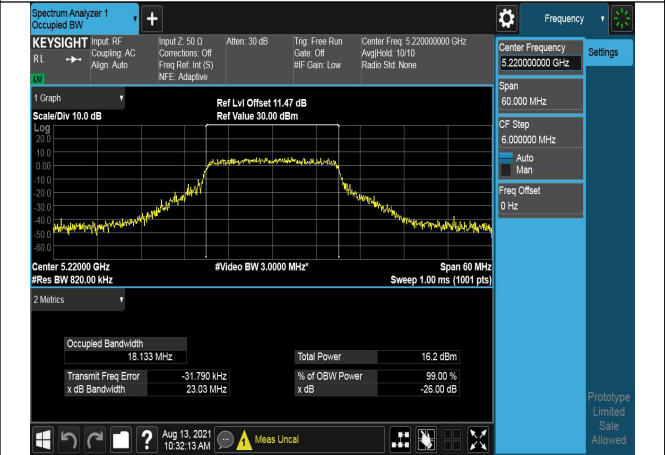 Spectrum Analyzer 1
Occupied BW
+
Frequency
KEYSIGHT
RL
Input: RF
Coupling: AC
Align: Auto
Input Z: 50 Ω
Corrections: Off
Freq Ref: Int (S)
NFE: Adaptive
Atten: 30 dB
Trig: Free Run
Gate: Off
#IF Gain: Low
Center Freq: 5.220000000 GHz
Avg|Hold: 10/10
Radio Std: None
Center Frequency
5.220000000 GHz
Settings
Span
60.000 MHz
CF Step
6.000000 MHz
Auto
Man
Freq Offset
0 Hz
1 Graph
Scale/Div 10.0 dB
Ref Lvl Offset 11.47 dB
Ref Value 30.00 dBm
Log
20.0
10.0
0.00
-10.0
-20.0
-30.0
-40.0
-50.0
-60.0
Center 5.22000 GHz
#Video BW 3.0000 MHz*
Span 60 MHz
#Res BW 820.00 kHz
Sweep 1.00 ms (1001 pts)
2 Metrics
Occupied Bandwidth
18.133 MHz
Total Power 16.2 dBm
Transmit Freq Error -31.790 kHz
% of OBW Power 99.00 %
x dB Bandwidth 23.03 MHz
x dB -26.00 dB
Prototype
Limited
Sale
Allowed
?
Aug 13, 2021
10:32:13 AM
Meas Uncal